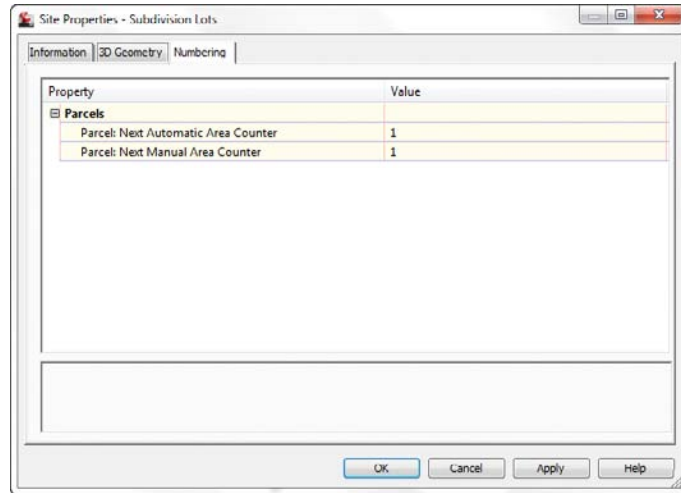 Site Properties - Subdivision Lots
Information 3D Geometry Numbering
Property Value
Parcels
Parcel: Next Automatic Area Counter 1
Parcel: Next Manual Area Counter 1
OK Cancel Apply Help